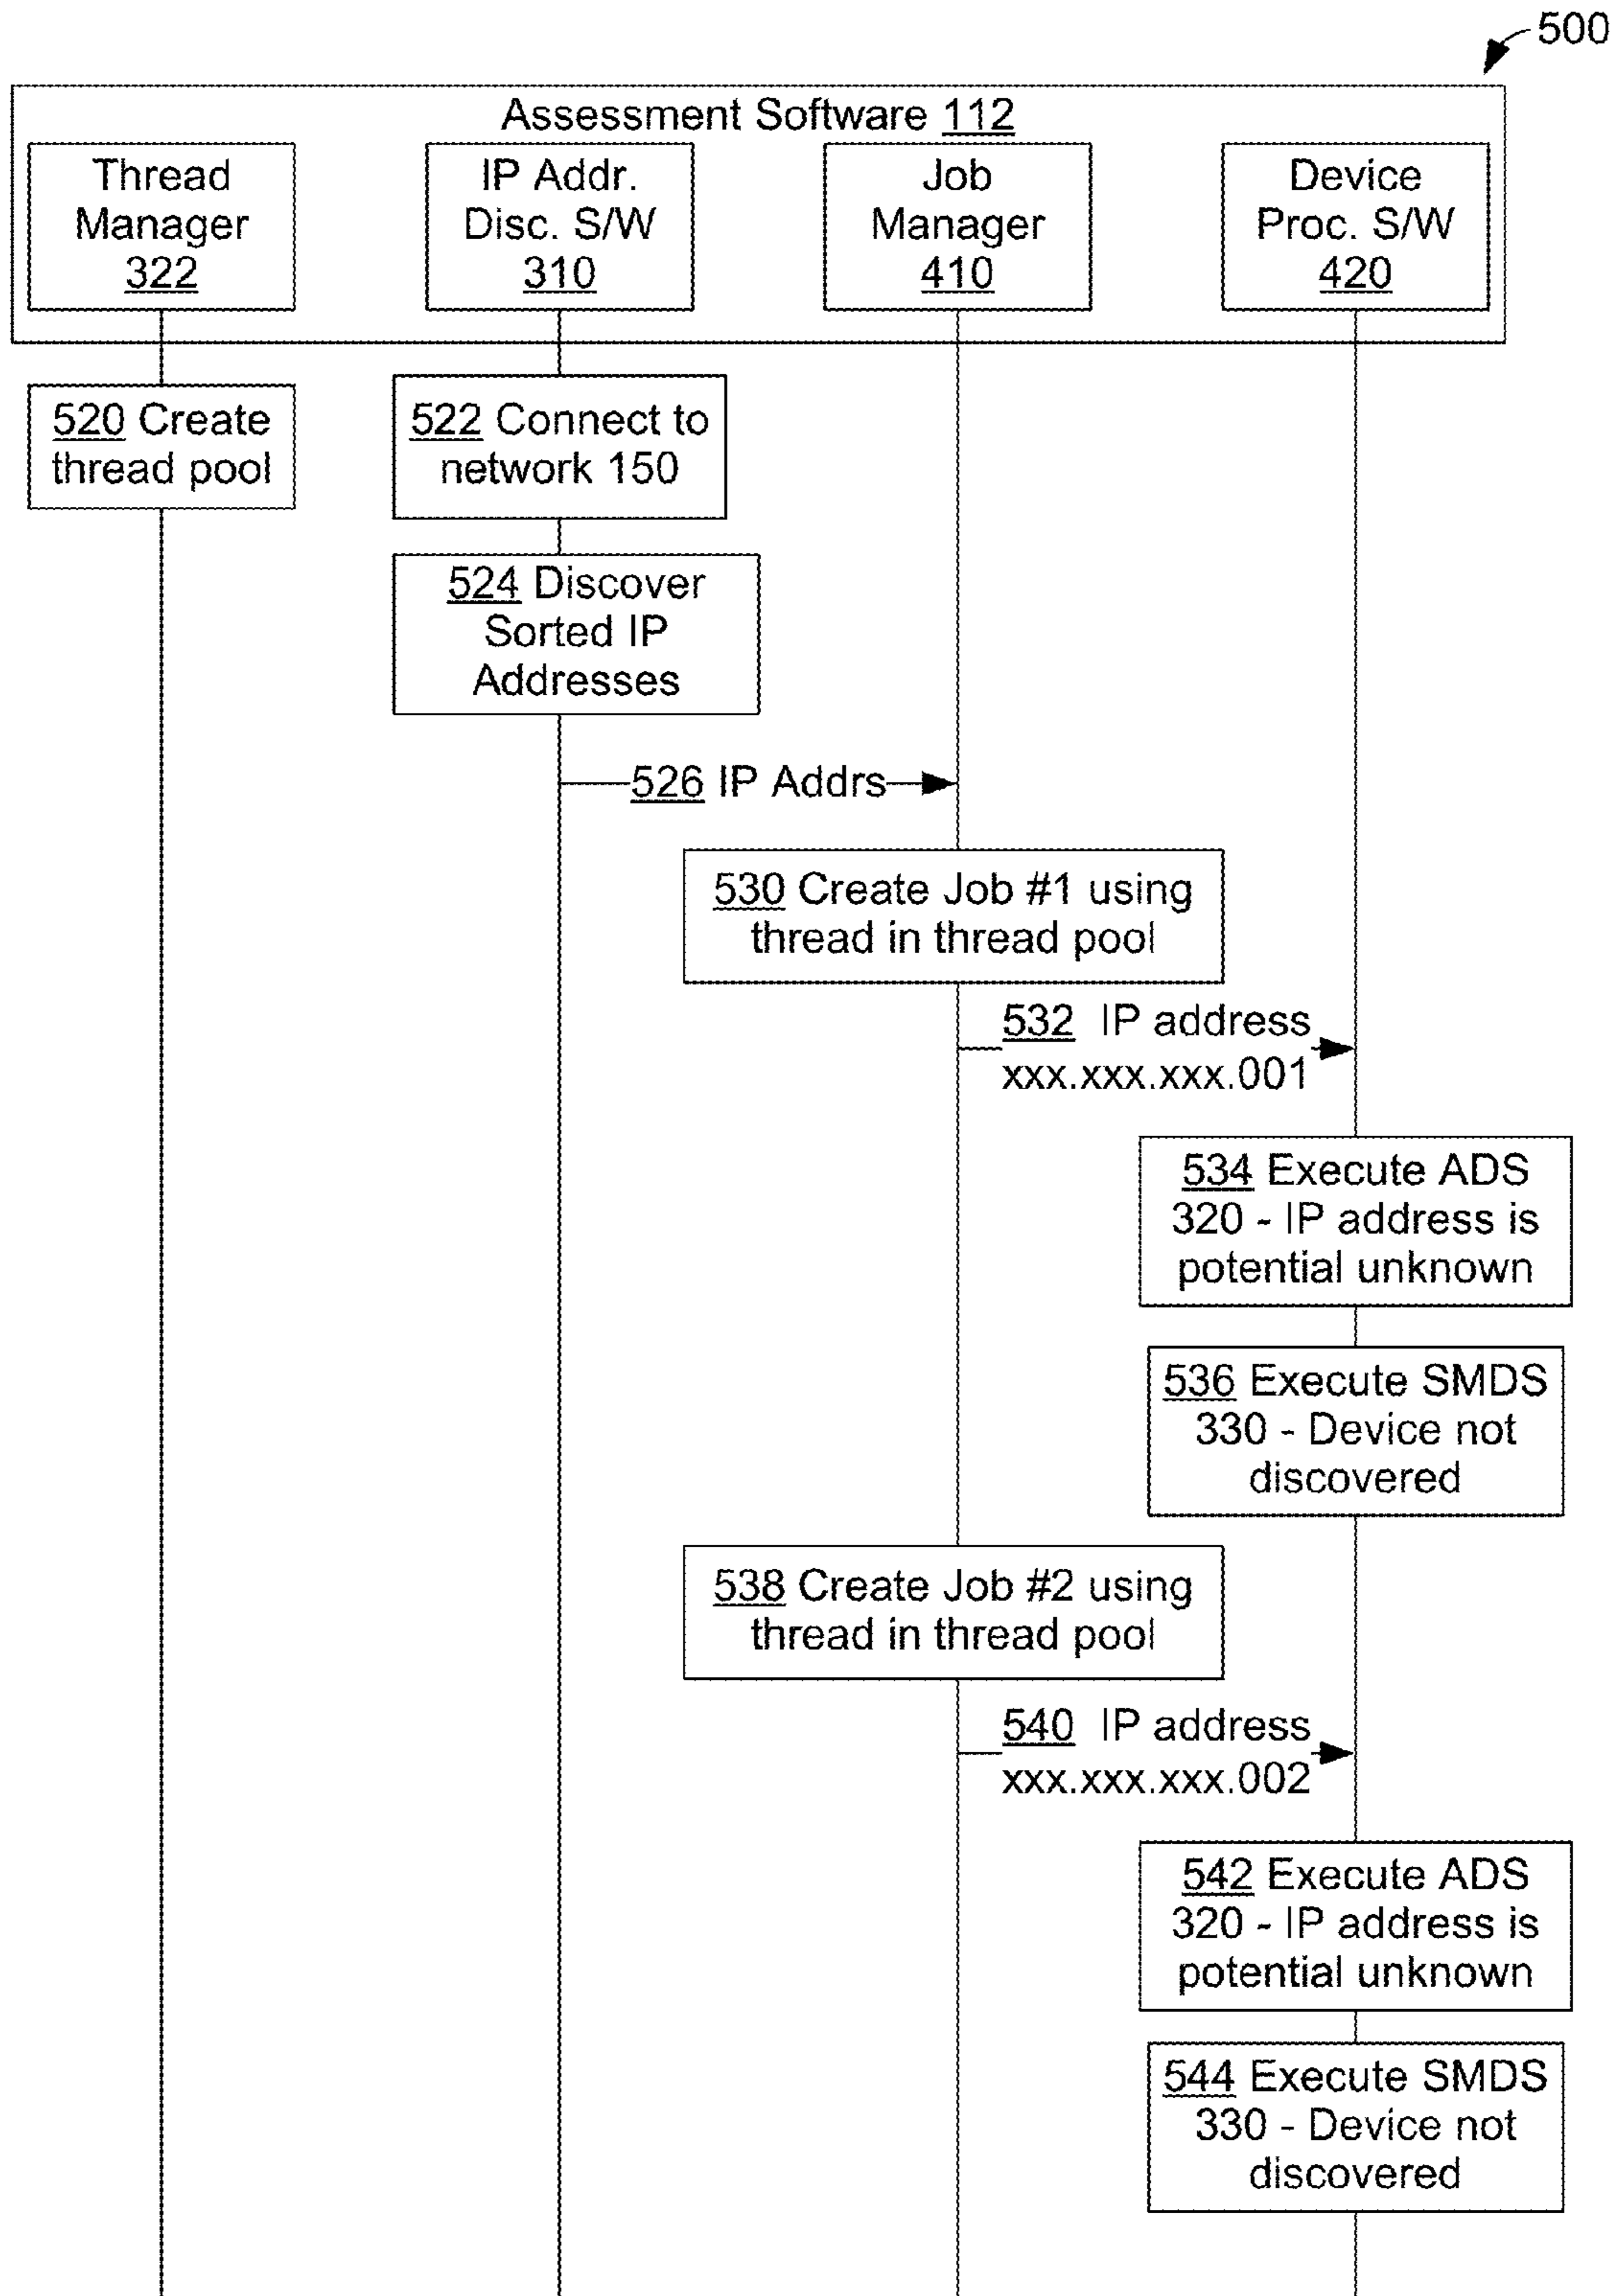 500
Assessment Software 112
Thread
Manager
322
IP Addr.
Disc. S/W
310
Job
Manager
410
Device
Proc. S/W
420
520 Create
thread pool
522 Connect to
network 150
524 Discover
Sorted IP
Addresses
526 IP Addrs
530 Create Job #1 using
thread in thread pool
532 IP address
xxx.xxx.xxx.001
534 Execute ADS
320 - IP address is
potential unknown
536 Execute SMDS
330 - Device not
discovered
538 Create Job #2 using
thread in thread pool
540 IP address
xxx.xxx.xxx.002
542 Execute ADS
320 - IP address is
potential unknown
544 Execute SMDS
330 - Device not
discovered